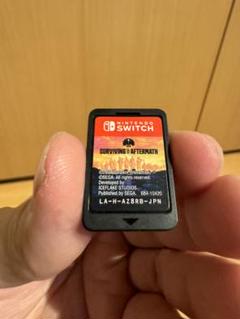 NINTENDO
SWITCH
SURVIVING THE AFTERMATH
©SEGA. All rights reserved.
Developed by
ICEFLAKE STUDIOS.
Published by SEGA.
LA-H-AZ8RB-JPN